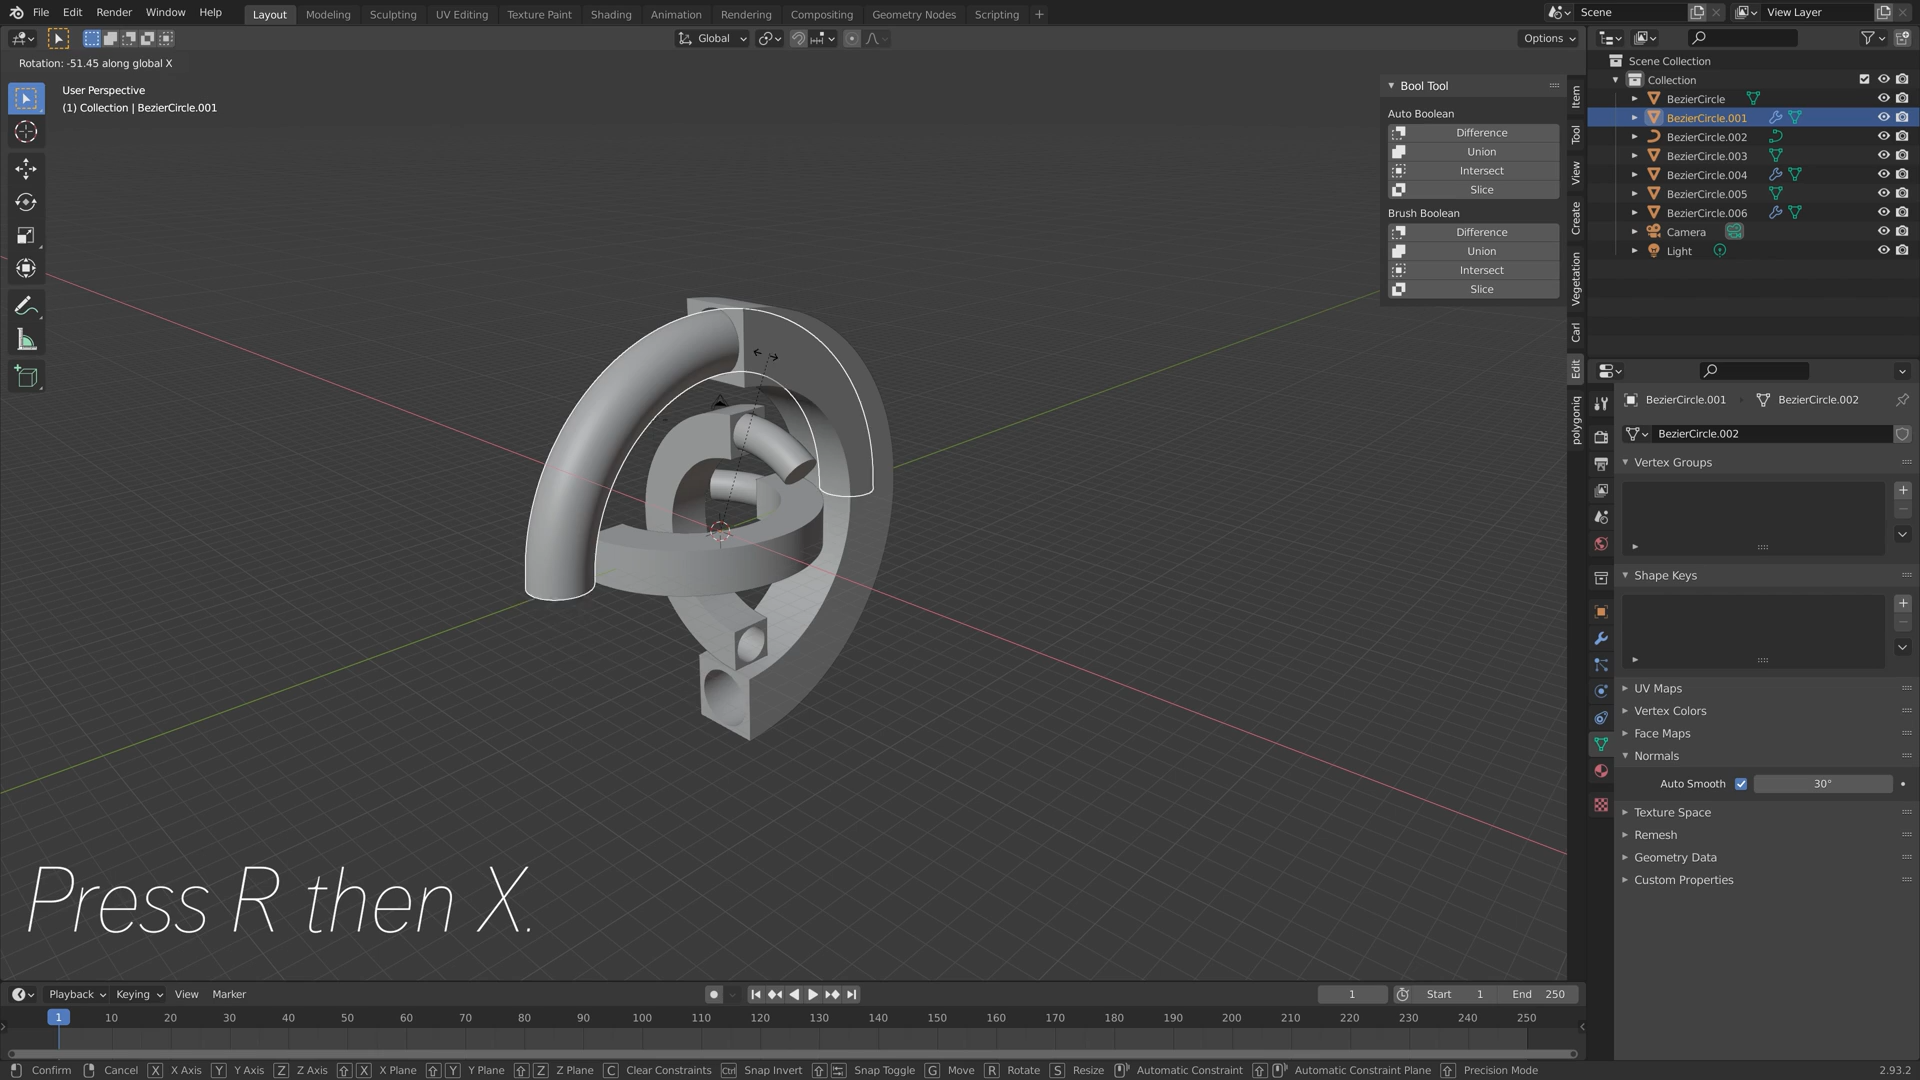 File Edit Render Window Help Layout Modeling Sculpting UV Editing Texture Paint Shading Animation Rendering Compositing Geometry Nodes Scripting + Scene View Layer
Global Options
Rotation: -51.45 along global X
User Perspective
(1) Collection | BezierCircle.001
Bool Tool
Auto Boolean
Difference
Union
Intersect
Slice
Brush Boolean
Difference
Union
Intersect
Slice
Item
Tool
View
Create
Vegetation
Carl
Edit
polygoniq
Scene Collection
Collection
BezierCircle
BezierCircle.001
BezierCircle.002
BezierCircle.003
BezierCircle.004
BezierCircle.005
BezierCircle.006
Camera
Light
BezierCircle.001 BezierCircle.002
BezierCircle.002
Vertex Groups
Shape Keys
UV Maps
Vertex Colors
Face Maps
Normals
Auto Smooth 30°
Texture Space
Remesh
Geometry Data
Custom Properties
Press R then X.
Playback Keying View Marker 1 Start 1 End 250
1 10 20 30 40 50 60 70 80 90 100 110 120 130 140 150 160 170 180 190 200 210 220 230 240 250
Confirm Cancel X X Axis Y Y Axis Z Z Axis X X Plane Y Y Plane Z Z Plane C Clear Constraints Ctrl Snap Invert Snap Toggle G Move R Rotate S Resize Automatic Constraint Automatic Constraint Plane Precision Mode 2.93.2